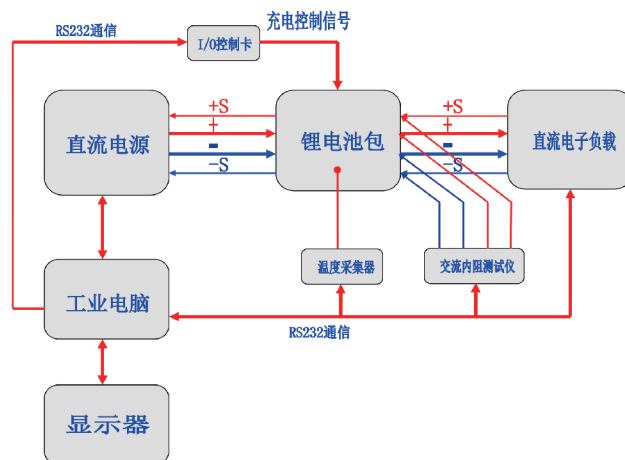 充电控制信号
RS232通信
I/O控制卡
+S
+S
+
+
直流电源
锂电池包
直流电子负载
-
-
-S
-S
温度采集器
交流内阻测试仪
工业电脑
RS232通信
显示器